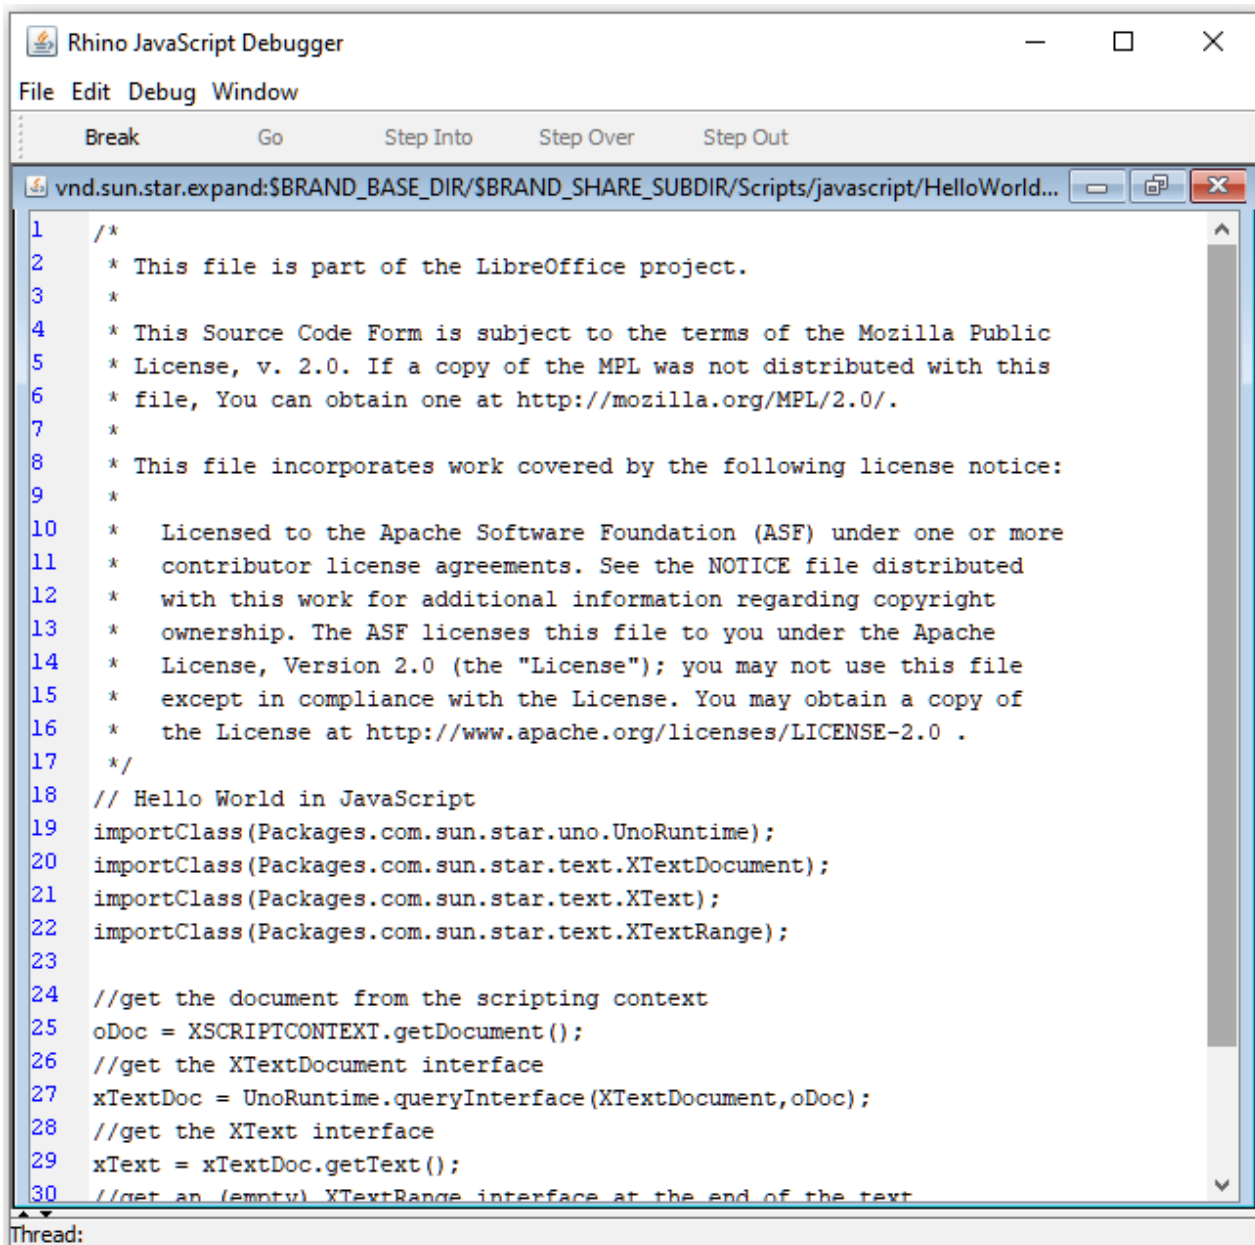 Rhino JavaScript Debugger
File Edit Debug Window
Break Go Step Into Step Over Step Out
vnd.sun.star.expand:$BRAND_BASE_DIR/$BRAND_SHARE_SUBDIR/Scripts/javascript/HelloWorld...
1 /*
2  * This file is part of the LibreOffice project.
3  *
4  * This Source Code Form is subject to the terms of the Mozilla Public
5  * License, v. 2.0. If a copy of the MPL was not distributed with this
6  * file, You can obtain one at http://mozilla.org/MPL/2.0/.
7  *
8  * This file incorporates work covered by the following license notice:
9  *
10  *   Licensed to the Apache Software Foundation (ASF) under one or more
11  *   contributor license agreements. See the NOTICE file distributed
12  *   with this work for additional information regarding copyright
13  *   ownership. The ASF licenses this file to you under the Apache
14  *   License, Version 2.0 (the "License"); you may not use this file
15  *   except in compliance with the License. You may obtain a copy of
16  *   the License at http://www.apache.org/licenses/LICENSE-2.0 .
17  */
18 // Hello World in JavaScript
19 importClass(Packages.com.sun.star.uno.UnoRuntime);
20 importClass(Packages.com.sun.star.text.XTextDocument);
21 importClass(Packages.com.sun.star.text.XText);
22 importClass(Packages.com.sun.star.text.XTextRange);
23
24 //get the document from the scripting context
25 oDoc = XSCRIPTCONTEXT.getDocument();
26 //get the XTextDocument interface
27 xTextDoc = UnoRuntime.queryInterface(XTextDocument,oDoc);
28 //get the XText interface
29 xText = xTextDoc.getText();
30 //get an (empty) XTextRange interface at the end of the text
Thread: